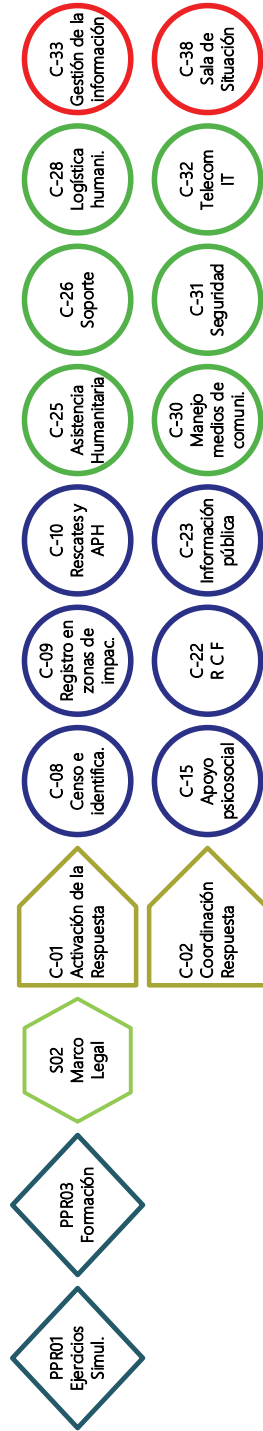 PPR01
Ejercicios
Simul.
PPR03
Formación
S02
Marco
Legal
C-01
Activación de la
Respuesta
C-08
Censo e
identifica.
C-09
Registro en
zonas de
impac.
C-10
Rescates y
APH
C-25
Asistencia
Humanitaria
C-26
Soporte
C-28
Logística
humani.
C-33
Gestión de la
información
C-02
Coordinación
Respuesta
C-15
Apoyo
psicosocial
C-22
R C F
C-23
Información
pública
C-30
Manejo
medios de
comuni.
C-31
Seguridad
C-32
Telecom
IT
C-38
Sala de
Situación